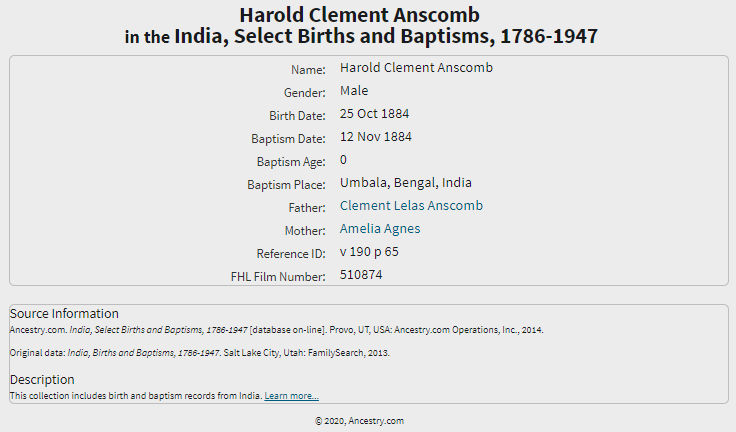 Harold Clement Anscomb
in the India, Select Births and Baptisms, 1786-1947
Name: Harold Clement Anscomb
Gender: Male
Birth Date: 25 Oct 1884
Baptism Date: 12 Nov 1884
Baptism Age: 0
Baptism Place: Umbala, Bengal, India
Father: Clement Lelas Anscomb
Mother: Amelia Agnes
Reference ID: v 190 p 65
FHL Film Number: 510874
Source Information
Ancestry.com. India, Select Births and Baptisms, 1786-1947 [database on-line]. Provo, UT, USA: Ancestry.com Operations, Inc., 2014.
Original data: India, Births and Baptisms, 1786-1947. Salt Lake City, Utah: FamilySearch, 2013.
Description
This collection includes birth and baptism records from India. Learn more...
© 2020, Ancestry.com